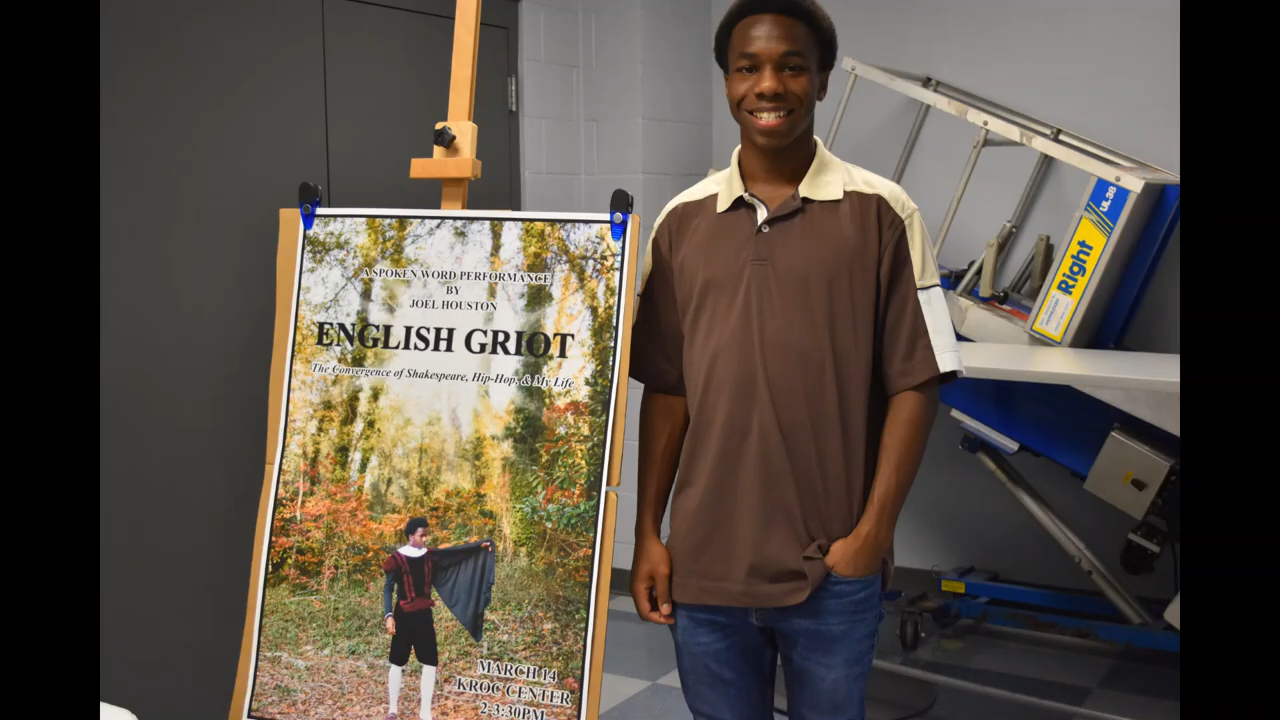 A SPOKEN WORD PERFORMANCE
BY
JOEL HOUSTON
ENGLISH GRIOT
The Convergence of Shakespeare, Hip-Hop, & My Life
MARCH 14
KROC CENTER
2-3:30PM
UL 38
Right